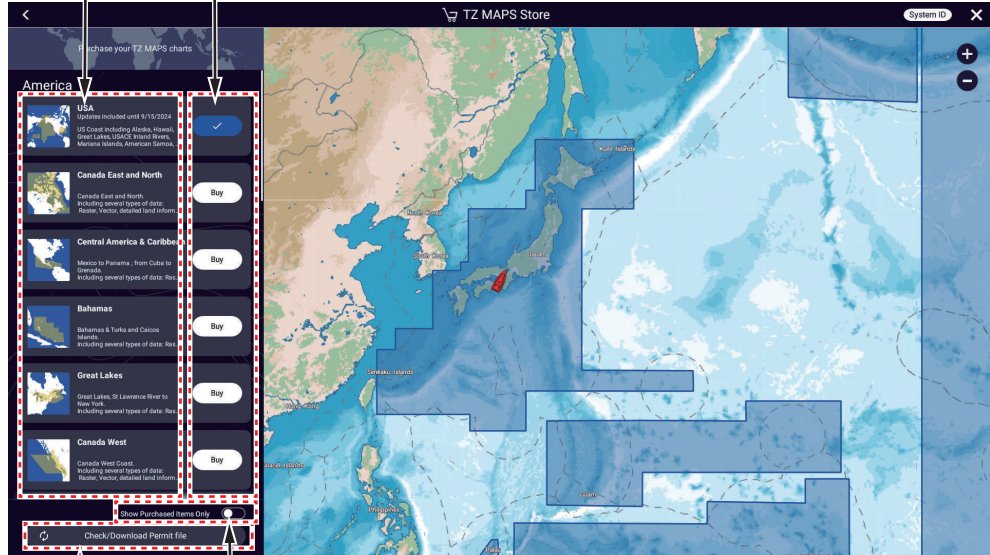 TZ MAPS Store
System ID
Purchase your TZ MAPS charts
America
USA
Updates included until 9/15/2024
US Coast including Alaska, Hawaii,
Great Lakes, USACE Inland Rivers,
Mariana Islands, American Samoa,
Canada East and North
Canada East and North
Including several types of data:
Raster, Vector, detailed land inform...
Buy
Central America & Caribbean
Mexico to Panama ; from Cuba to
Grenada.
Including several types of data: Ras...
Buy
Bahamas
Bahamas & Turks and Caicos
Islands.
Including several types of data: Ras...
Buy
Great Lakes
Great Lakes, St Lawrence River to
New York.
Including several types of data: Ras...
Buy
Canada West
Canada West Coast.
Including several types of data:
Raster, Vector, detailed land inform...
Buy
Show Purchased Items Only
Check/Download Permit file
Kuril Islands
North Korea
South Korea
Japan
Senkaku Islands
Hong Kong
Paracel Islands
Philippines
Guam
Palau